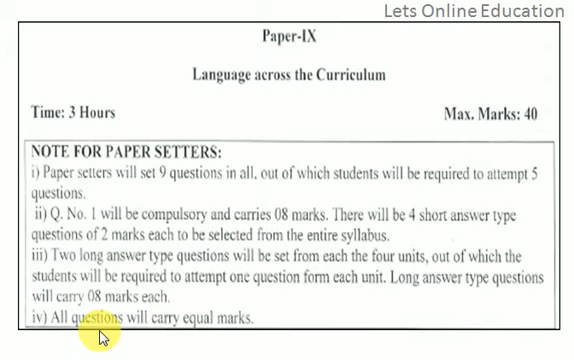 Lets Online Education
Paper-IX
Language across the Curriculum
Time: 3 Hours Max. Marks: 40
NOTE FOR PAPER SETTERS:
i) Paper setters will set 9 questions in all, out of which students will be required to attempt 5
questions.
ii) Q. No. 1 will be compulsory and carries 08 marks. There will be 4 short answer type
questions of 2 marks each to be selected from the entire syllabus.
iii) Two long answer type questions will be set from each the four units, out of which the
students will be required to attempt one question form each unit. Long answer type questions
will carry 08 marks each.
iv) All questions will carry equal marks.